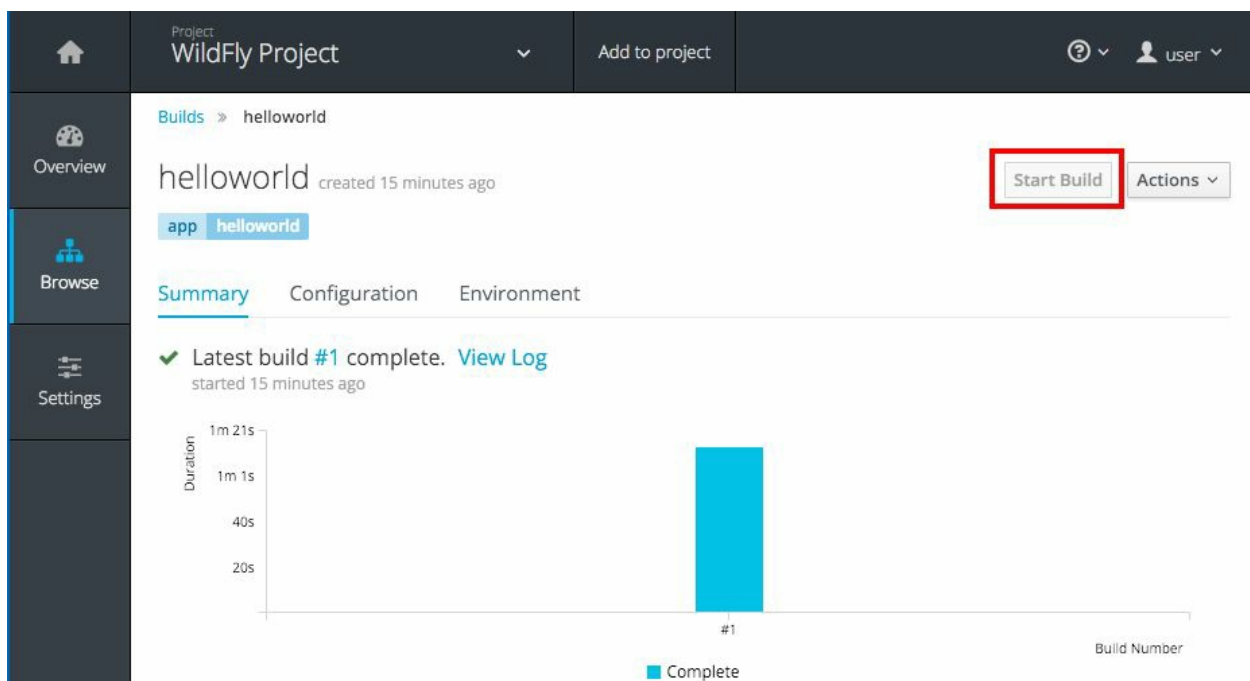 Project
WildFly Project
Add to project
user
Overview
Browse
Settings
Builds » helloworld
helloworld created 15 minutes ago
Start Build
Actions
app helloworld
Summary Configuration Environment
Latest build #1 complete. View Log
started 15 minutes ago
Duration
1m 21s
1m 1s
40s
20s
#1
Build Number
Complete